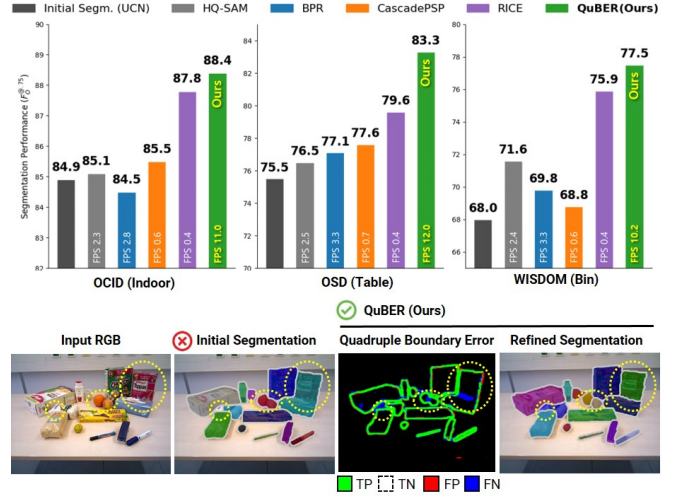 Initial Segm. (UCN) HQ-SAM BPR CascadePSP RICE QuBER(Ours)
Segmentation Performance (F_O^{@.75})
90
89
88
87
86
85
84
83
82
84.9
85.1
84.5
85.5
87.8
88.4
FPS 2.3
FPS 2.8
FPS 0.6
FPS 0.4
Ours
FPS 11.0
OCID (Indoor)
84
82
80
78
76
74
72
70
75.5
76.5
77.1
77.6
79.6
83.3
FPS 2.5
FPS 3.3
FPS 0.7
FPS 0.4
Ours
FPS 12.0
OSD (Table)
80
78
76
74
72
70
68
66
68.0
71.6
69.8
68.8
75.9
77.5
FPS 2.4
FPS 3.3
FPS 0.6
FPS 0.4
Ours
FPS 10.2
WISDOM (Bin)
QuBER (Ours)
Input RGB Initial Segmentation Quadruple Boundary Error Refined Segmentation
TP TN FP FN